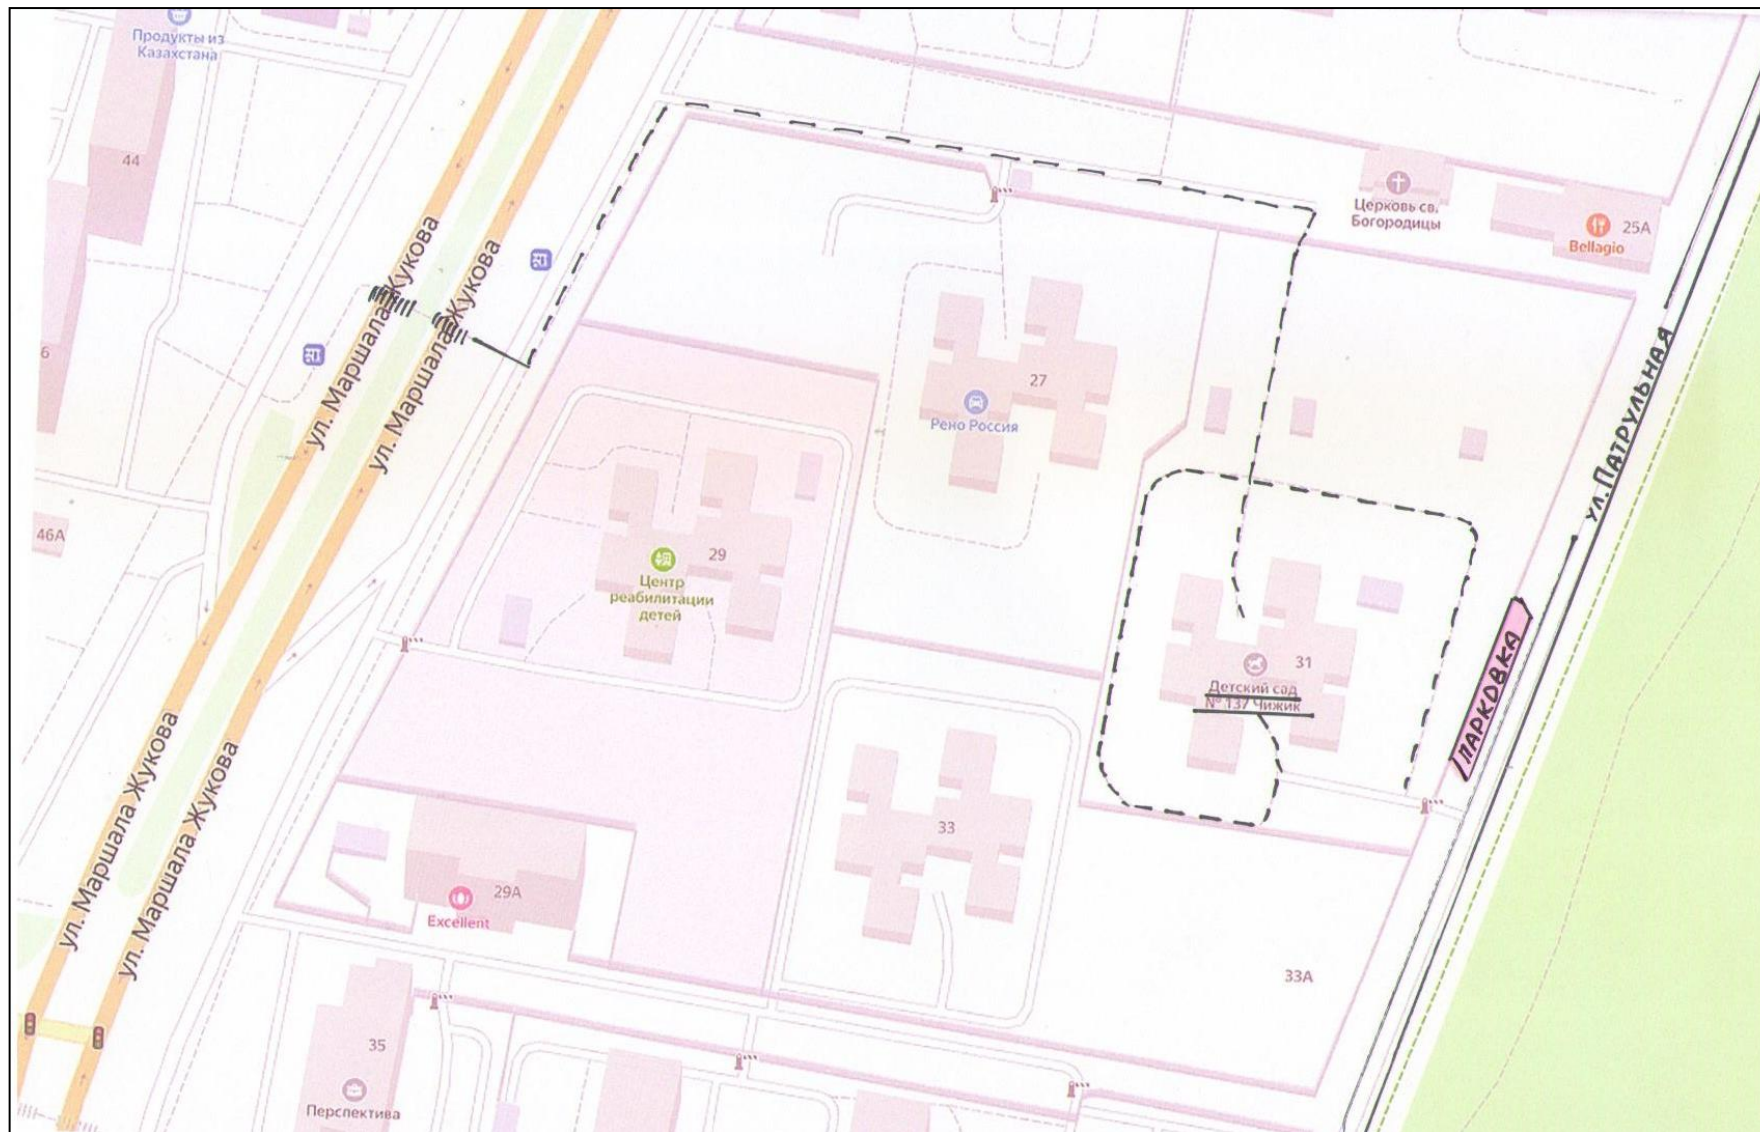 Продукты из
Казахстана
44
Церковь св.
Богородицы
25А
Bellagio
ул. Маршала Жукова
ул. Маршала Жукова
ул. ПАТРУЛЬНАЯ
6
27
Рено Россия
46А
29
Центр
реабилитации
детей
31
Детский сад
№ 137 Чижик
ПАРКОВКА
ул. Маршала Жукова
ул. Маршала Жукова
33
29А
Excellent
33А
35
Перспектива